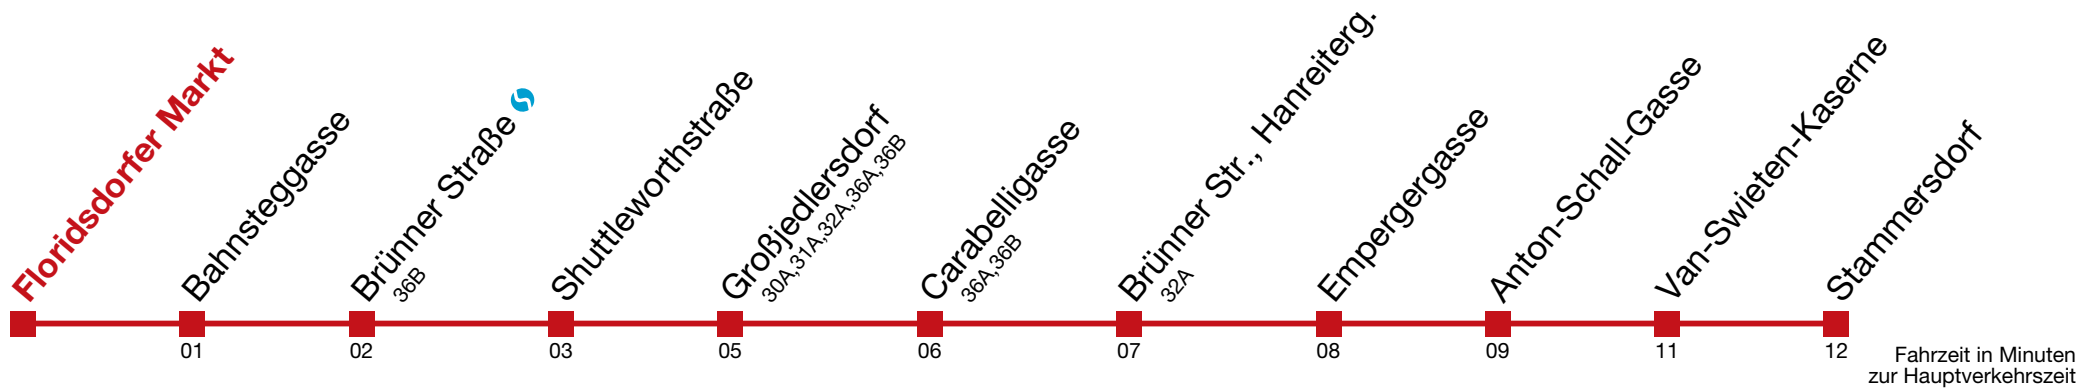 Floridsdorfer Markt
Bahnsteggasse
Brünner Straße
36B
Shuttleworthstraße
Großjedlersdorf
30A,31A,32A,36A,36B
Carabelligasse
36A,36B
Brünner Str., Hanreiterg.
32A
Empergergasse
Anton-Schall-Gasse
Van-Swieten-Kaserne
Stammersdorf
01
02
03
05
06
07
08
09
11
12
Fahrzeit in Minuten
zur Hauptverkehrszeit